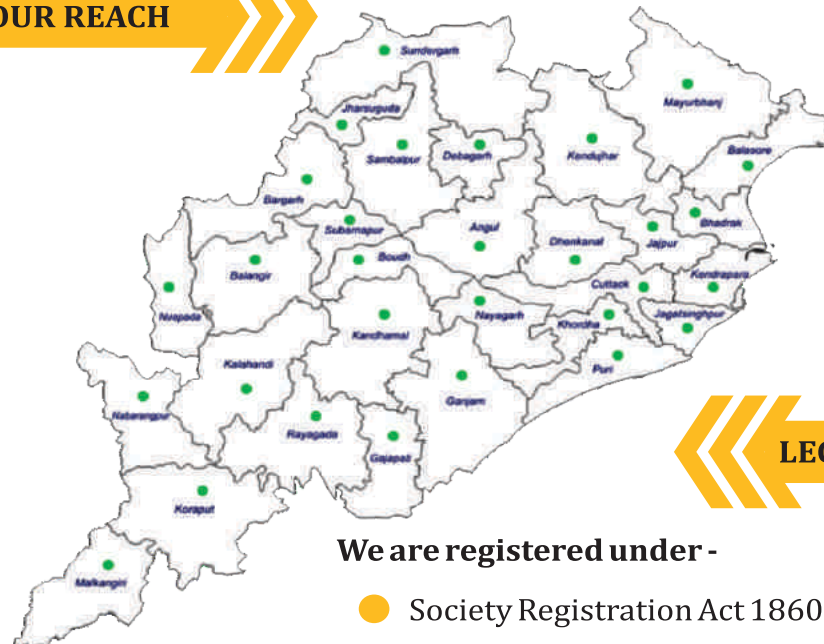 OUR REACH
Sundergarh
Mayurbhanj
Jharsuguda
Sambalpur
Debagarh
Kendujhar
Balasore
Bargarh
Subarnapur
Angul
Dhenkanal
Jajpur
Bhadrak
Boudh
Balangir
Cuttack
Kendrapara
Nuapada
Kandhamal
Nayagarh
Khordha
Jagatsinghpur
Kalahandi
Puri
Nabarangpur
Ganjam
Rayagada
Gajapati
LEG
Koraput
We are registered under -
Malkangiri
Society Registration Act 1860